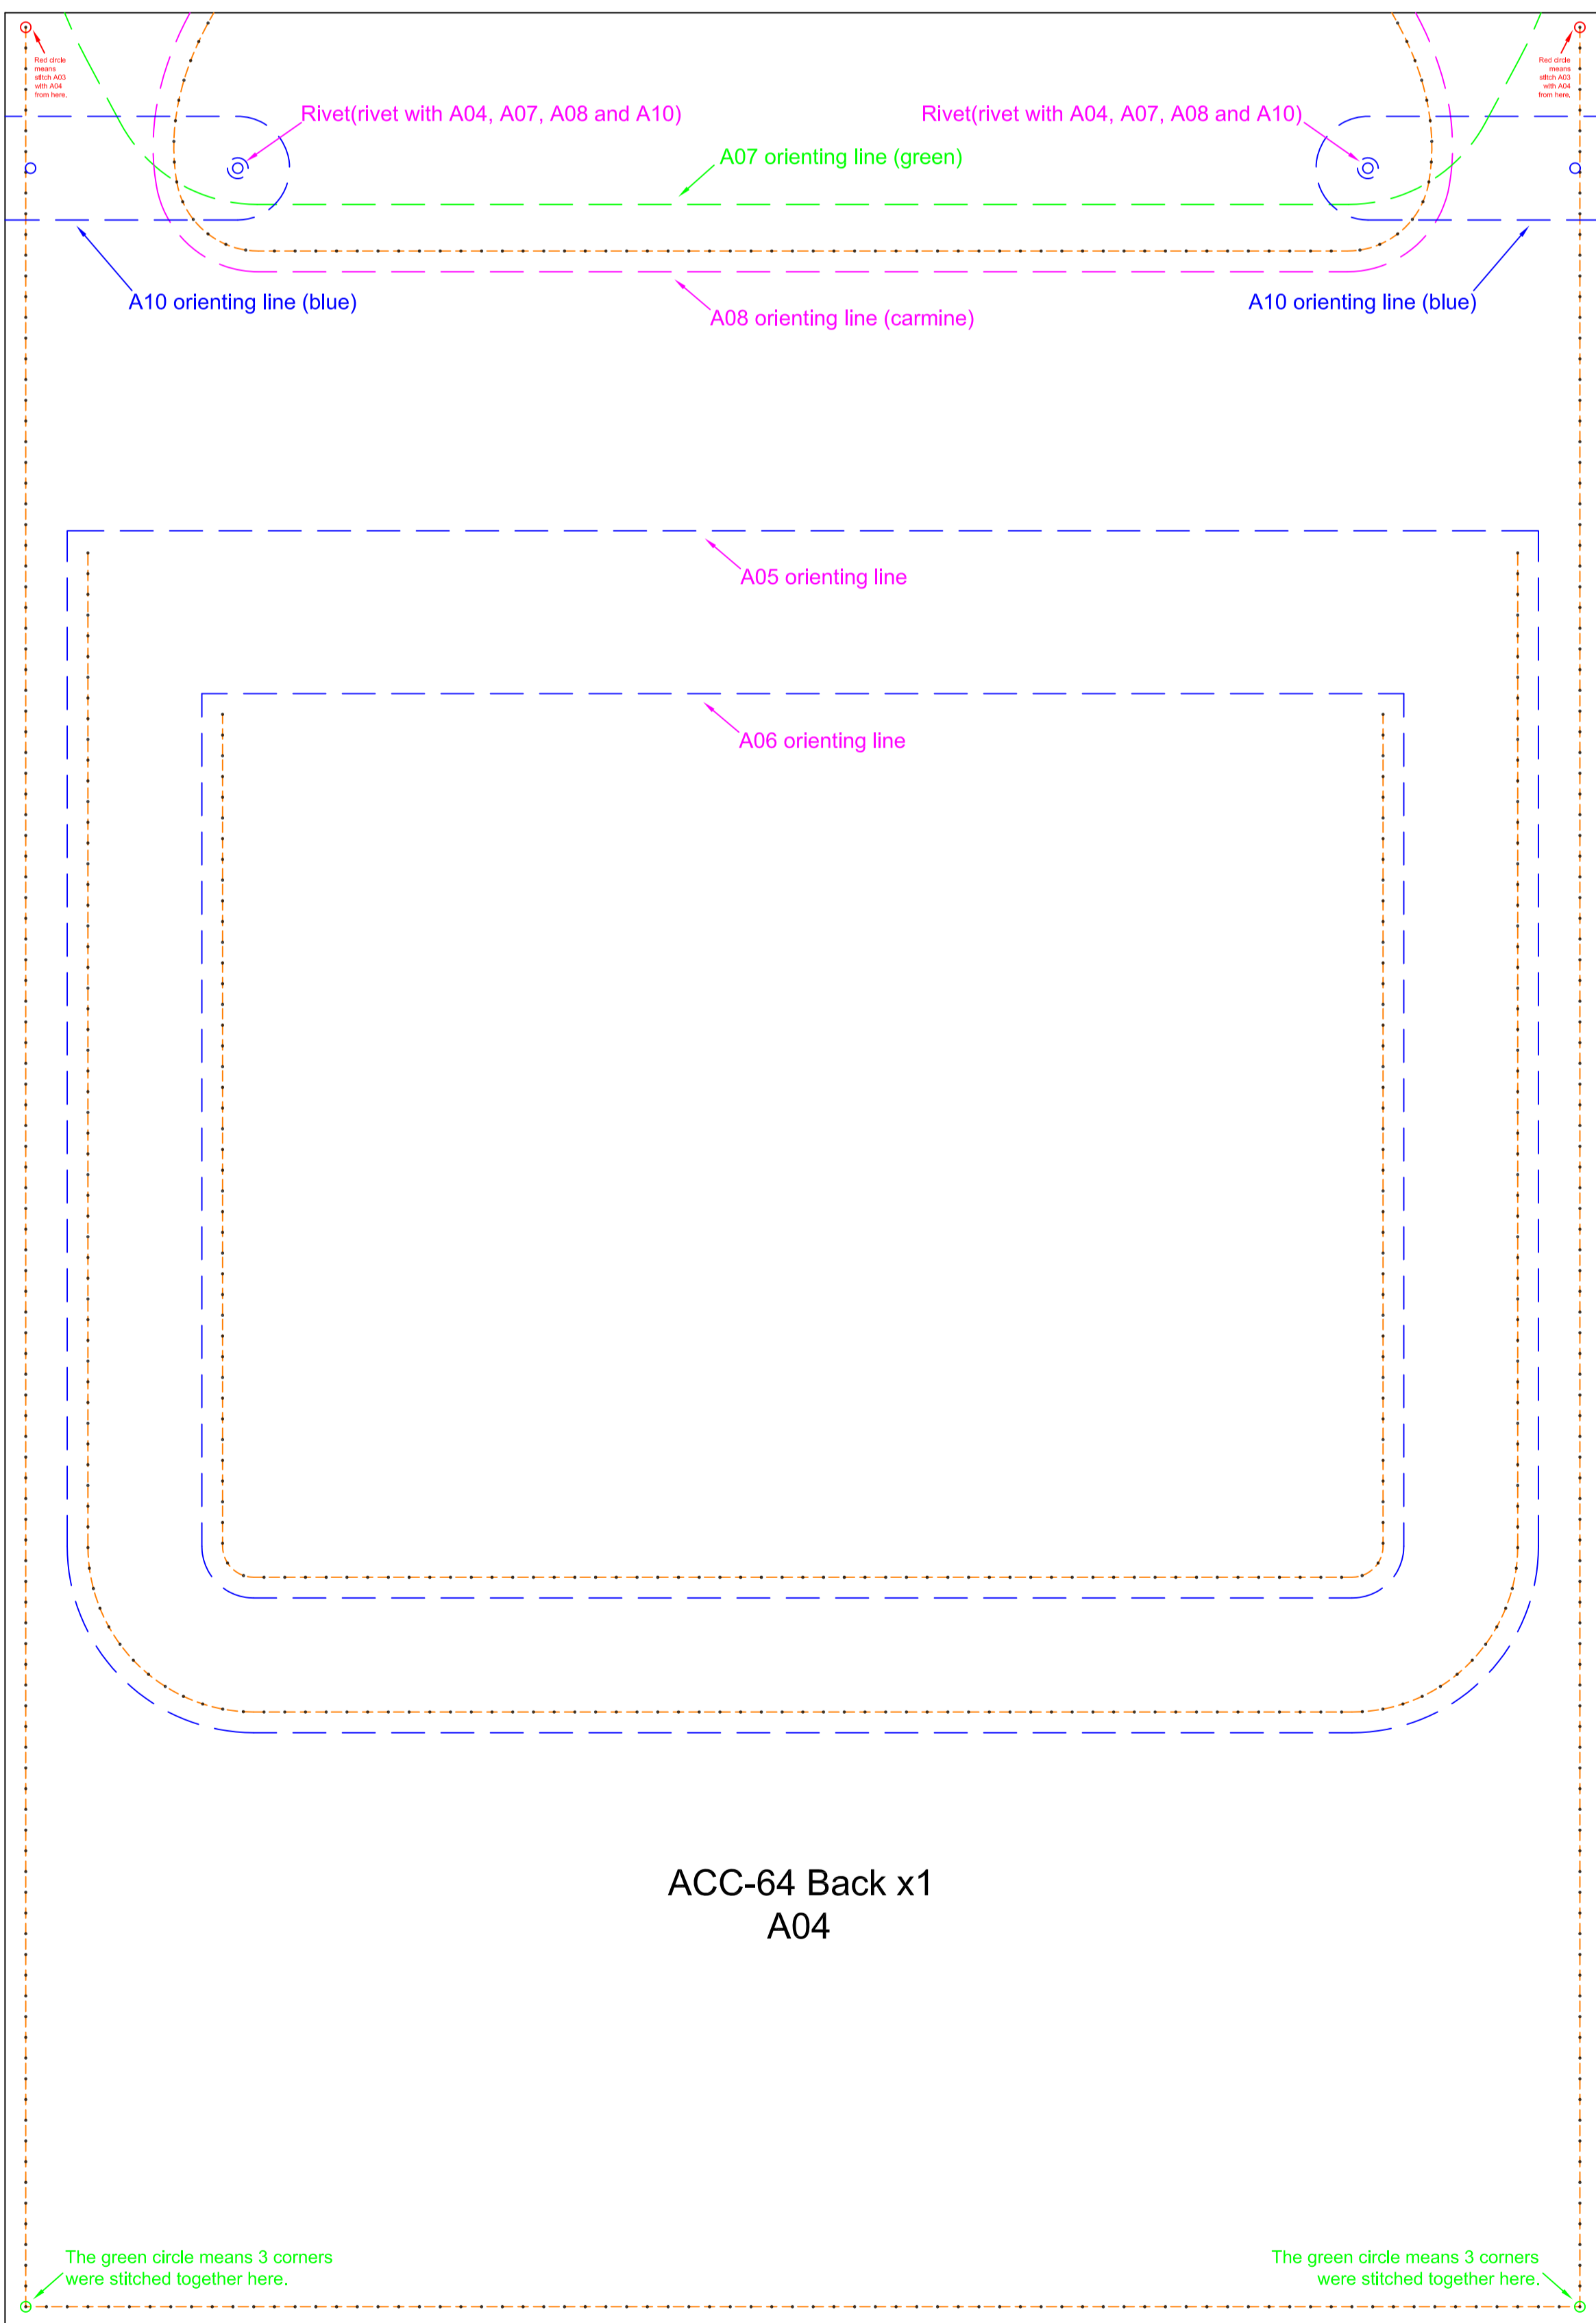 Red circle
means
stitch A03
with A04
from here.
Red circle
means
stitch A03
with A04
from here.
Rivet(rivet with A04, A07, A08 and A10)
Rivet(rivet with A04, A07, A08 and A10)
A07 orienting line (green)
A10 orienting line (blue)
A10 orienting line (blue)
A08 orienting line (carmine)
A05 orienting line
A06 orienting line
ACC-64 Back x1
A04
The green circle means 3 corners
were stitched together here.
The green circle means 3 corners
were stitched together here.